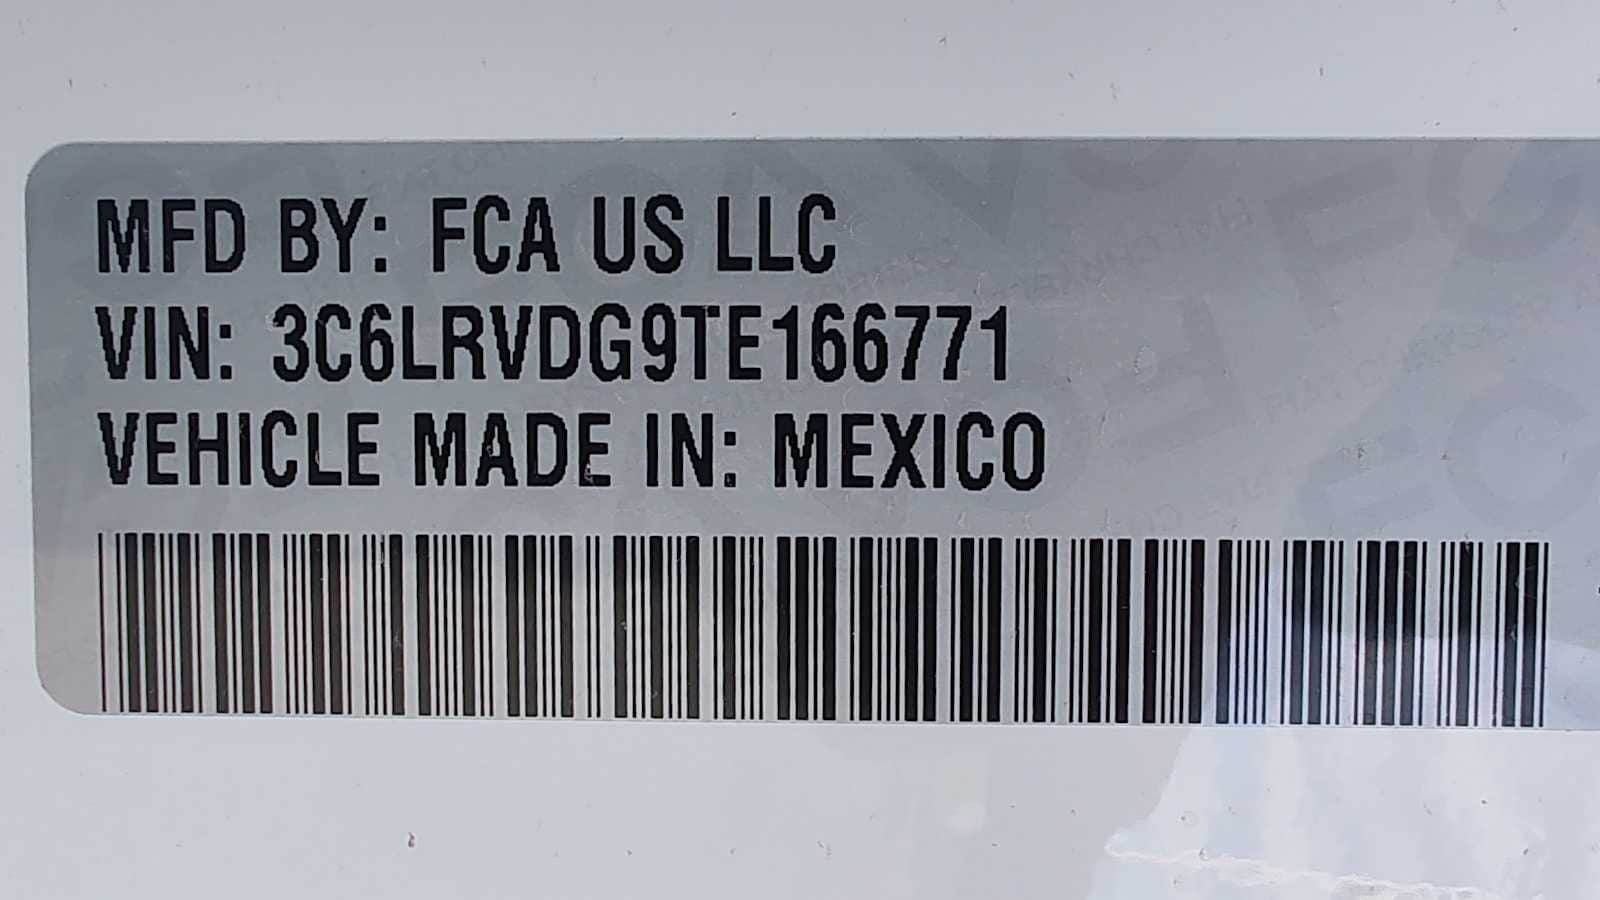 MFD BY: FCA US LLC
VIN: 3C6LRVDG9TE166771
VEHICLE MADE IN: MEXICO